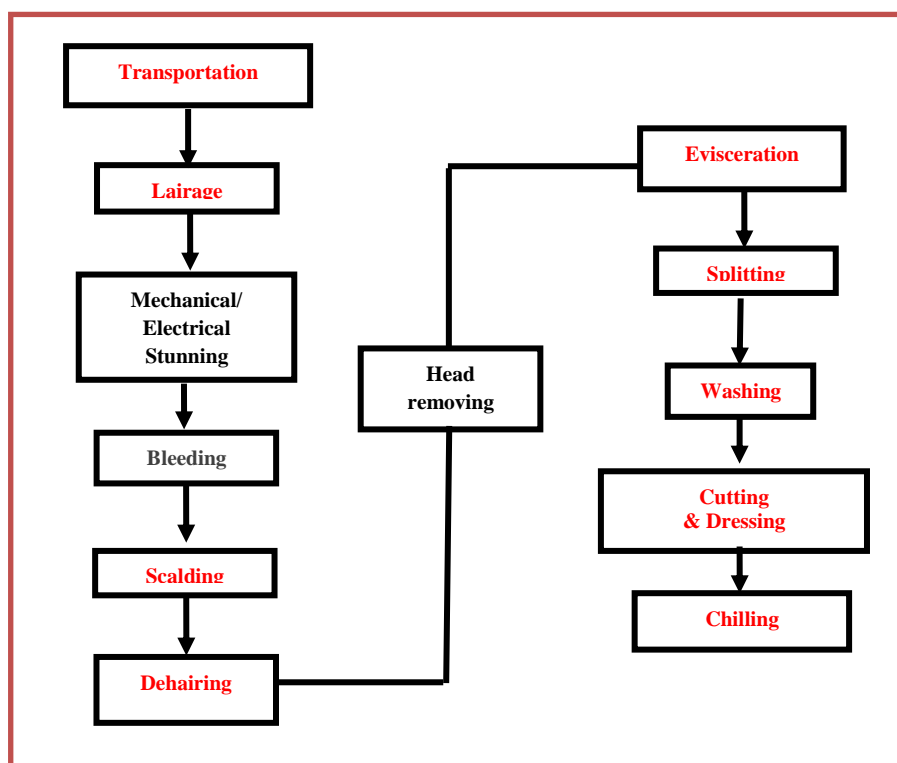 Transportation
Lairage
Mechanical/
Electrical
Stunning
Bleeding
Scalding
Dehairing
Head
removing
Evisceration
Splitting
Washing
Cutting
& Dressing
Chilling